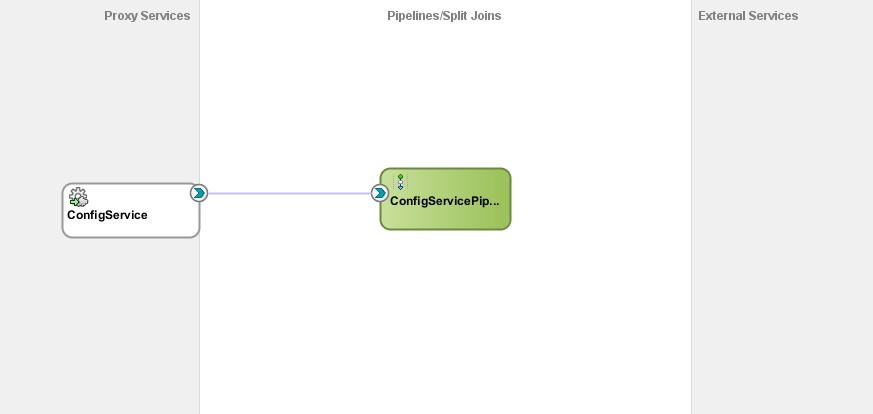 Proxy Services
Pipelines/Split Joins
External Services
ConfigService
ConfigServicePip...